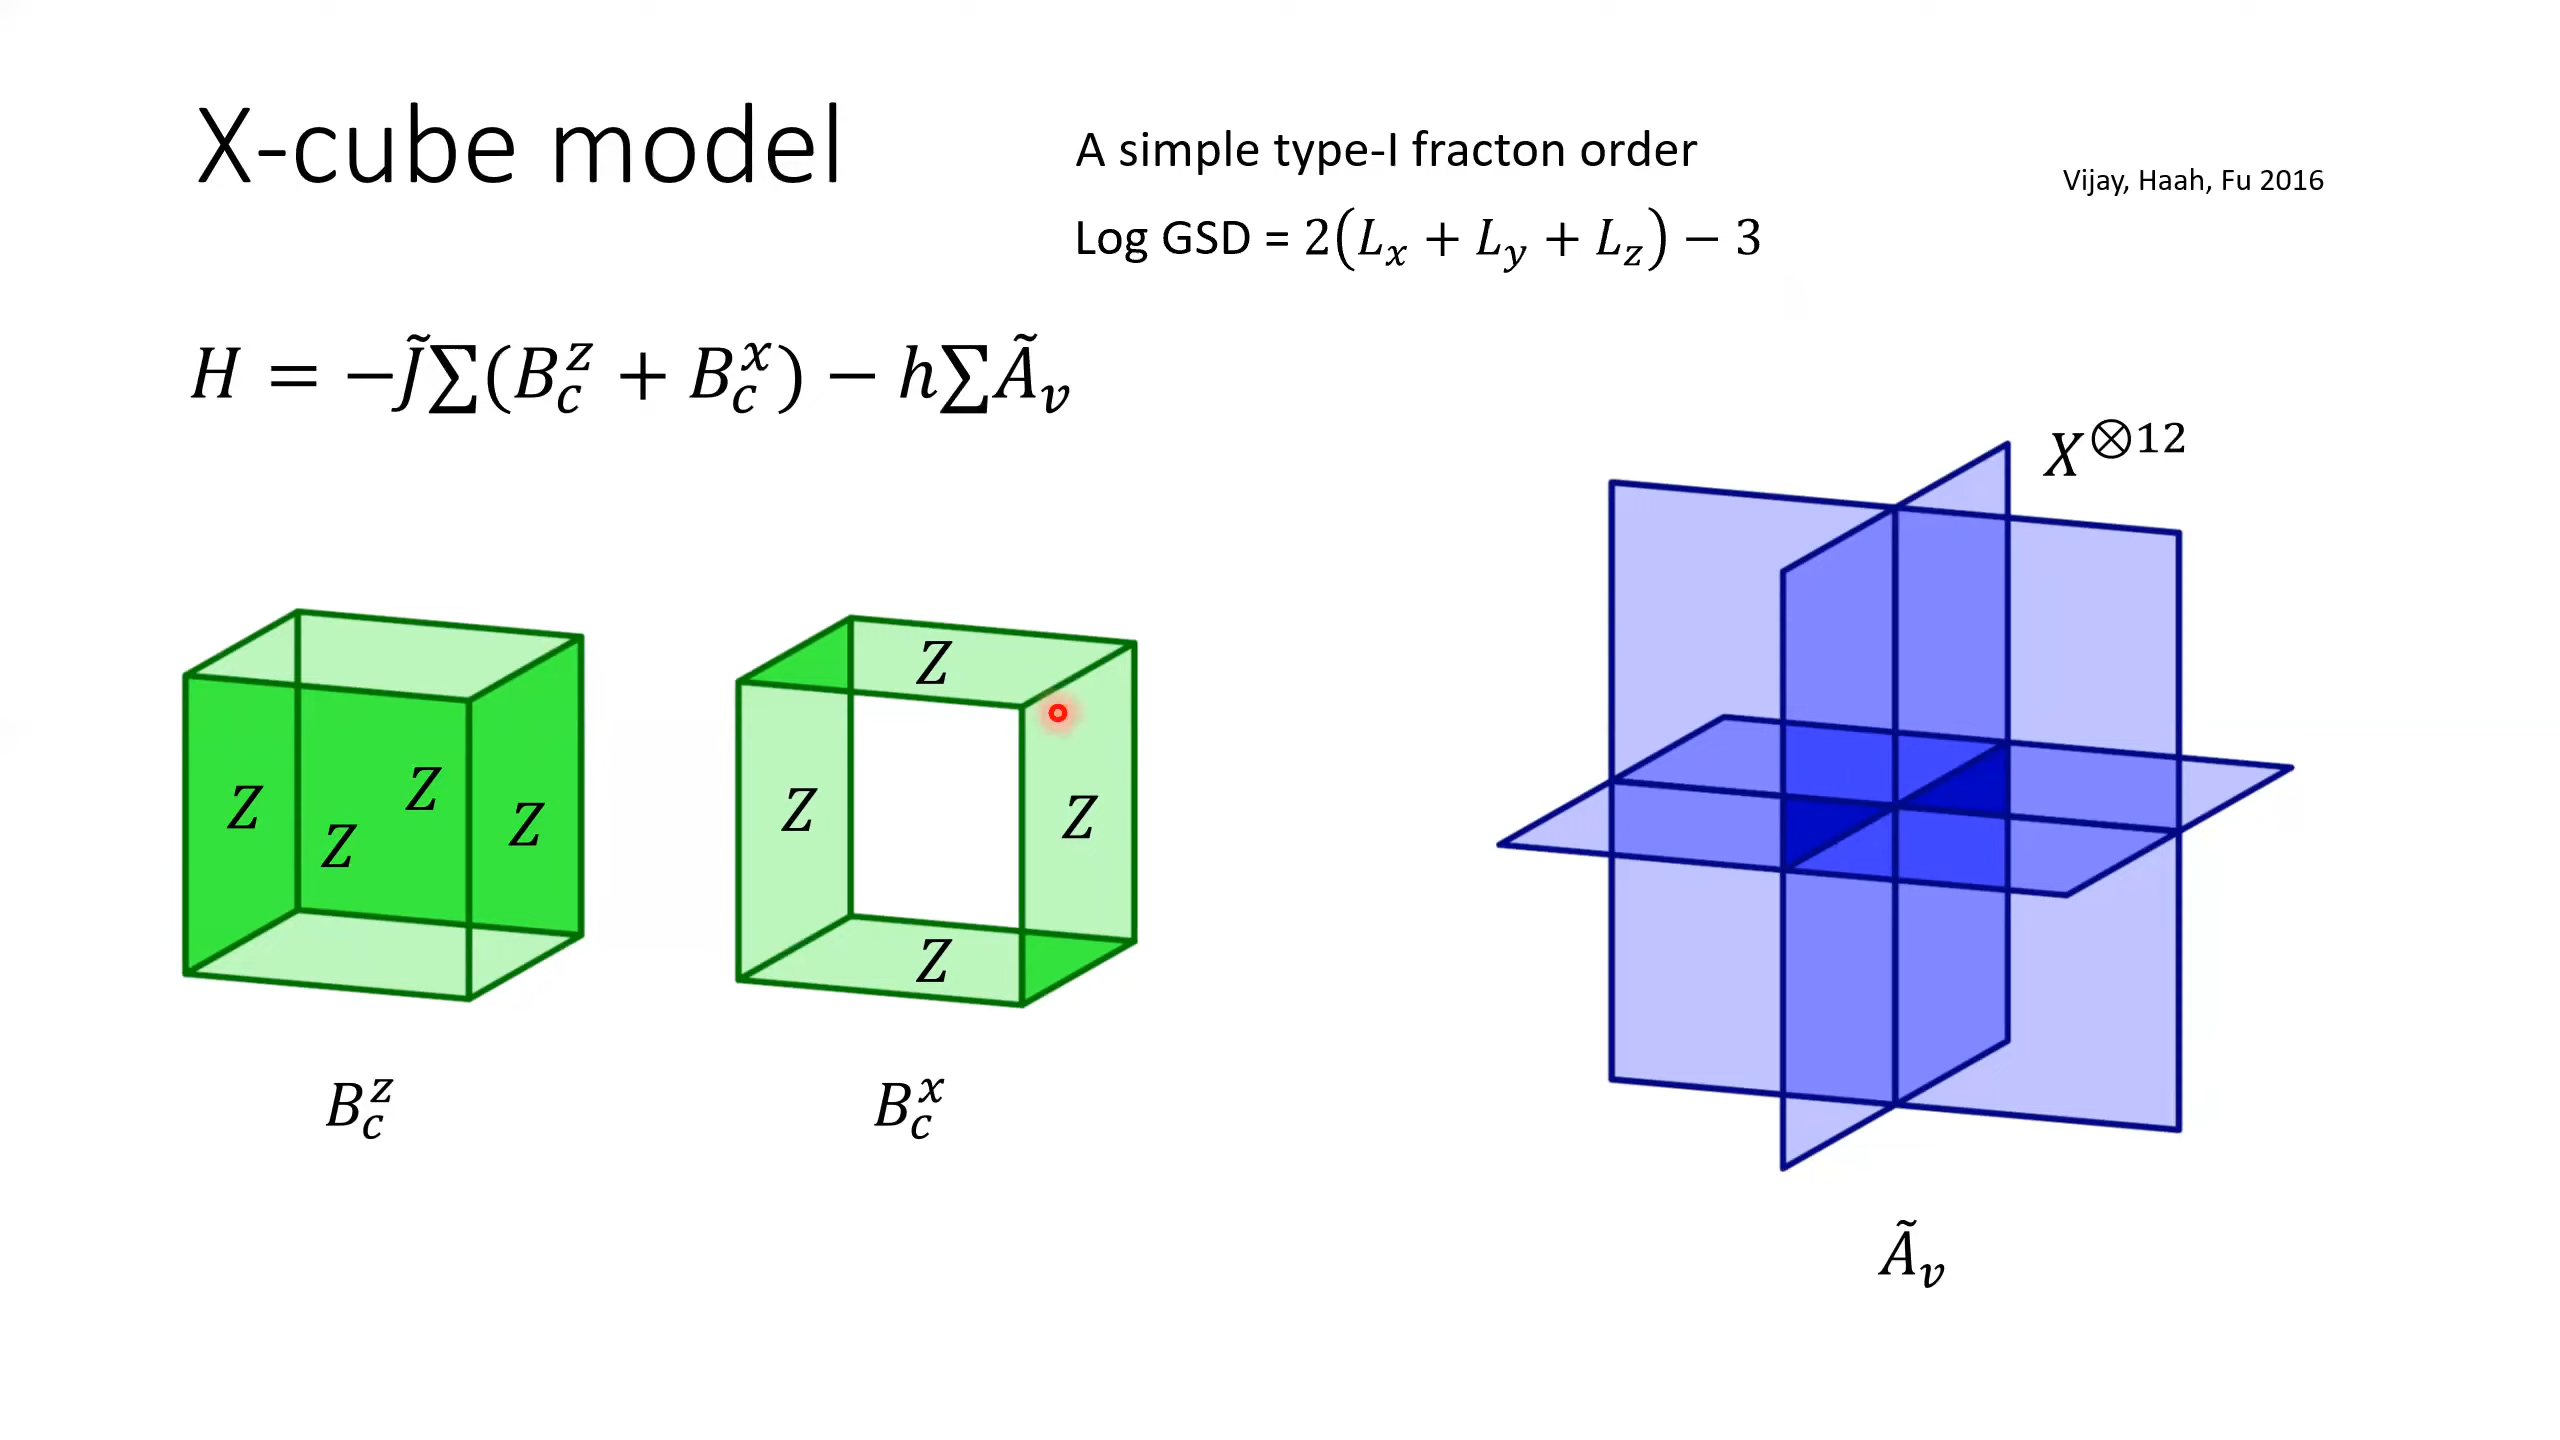 X-cube model
A simple type-I fracton order
Vijay, Haah, Fu 2016
Log GSD = 2(Lₓ + L_y + L_z) − 3
H = −J̃∑(B_c^z + B_c^x) − h∑Ã_v
X^⊗12
Z Z Z Z
Z Z Z Z
B_c^z
B_c^x
Ã_v